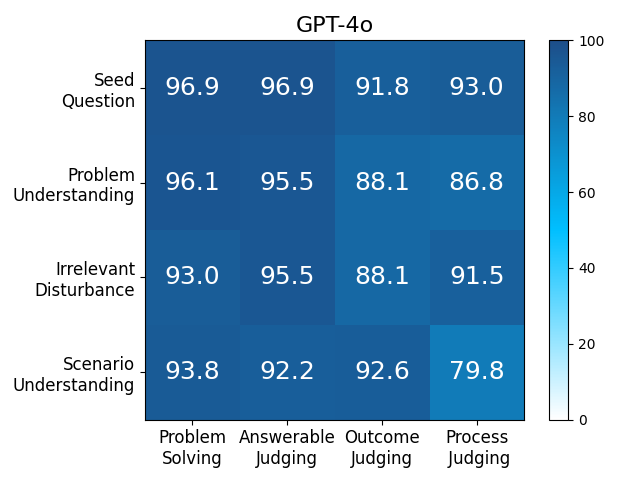 GPT-4o
Seed
Question
96.9 96.9 91.8 93.0
Problem
Understanding
96.1 95.5 88.1 86.8
Irrelevant
Disturbance
93.0 95.5 88.1 91.5
Scenario
Understanding
93.8 92.2 92.6 79.8
Problem
Solving
Answerable
Judging
Outcome
Judging
Process
Judging
100
80
60
40
20
0